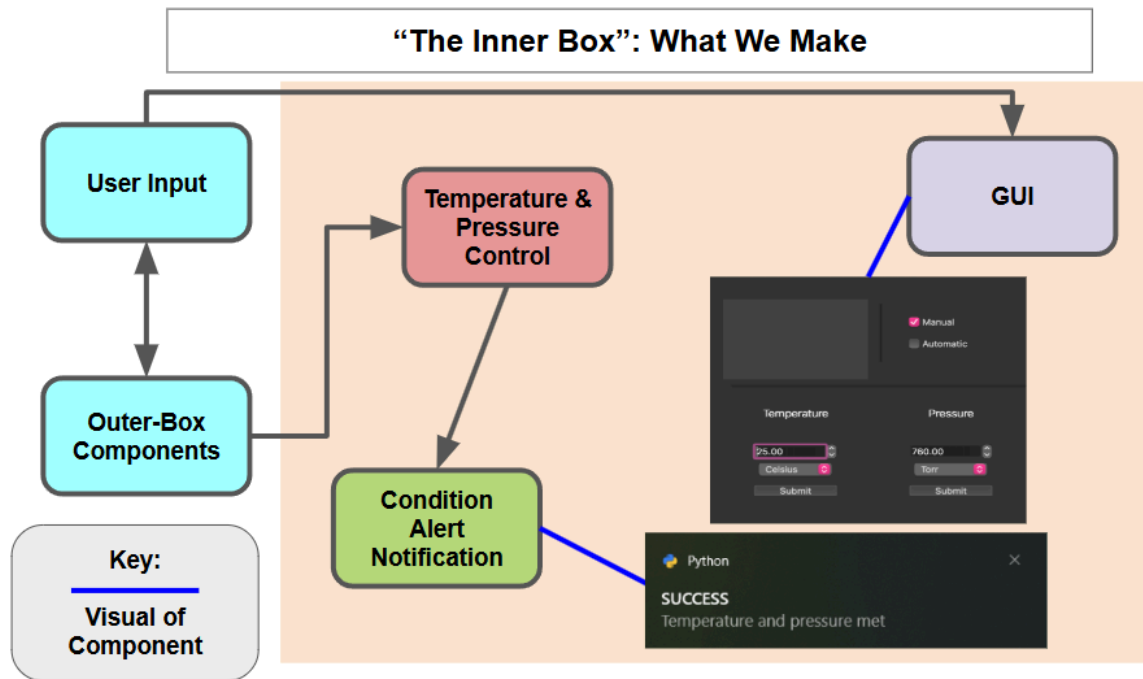 “The Inner Box”: What We Make
User Input
Temperature &
Pressure
Control
GUI
Manual
Automatic
Temperature
Pressure
25.00
760.00
Celsius
Torr
Submit
Submit
Outer-Box
Components
Condition
Alert
Notification
Python
SUCCESS
Temperature and pressure met
Key:
Visual of
Component